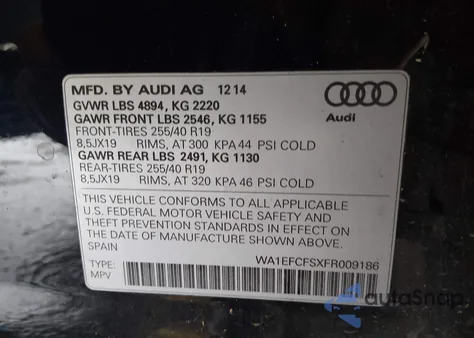 MFD. BY AUDI AG 12 14
GVWR LBS 4894, KG 2220
GAWR FRONT LBS 2546, KG 1155
FRONT-TIRES 255/40 R19
8,5JX19 RIMS, AT 300 KPA 44 PSI COLD
GAWR REAR LBS 2491, KG 1130
REAR-TIRES 255/40 R19
8,5JX19 RIMS, AT 320 KPA 46 PSI COLD
Audi
THIS VEHICLE CONFORMS TO ALL APPLICABLE
U.S. FEDERAL MOTOR VEHICLE SAFETY AND
THEFT PREVENTION STANDARDS IN EFFECT ON
THE DATE OF MANUFACTURE SHOWN ABOVE.
SPAIN
TYPE: WA1EFCFSXFR009186
MPV
autoSnap